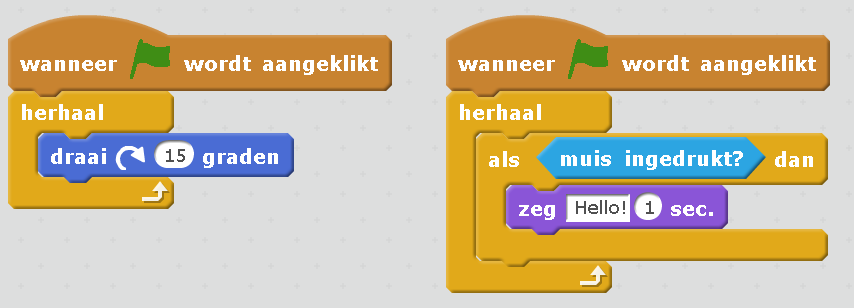 wanneer wordt aangeklikt
herhaal
draai 15 graden
wanneer wordt aangeklikt
herhaal
als muis ingedrukt? dan
zeg Hello! 1 sec.